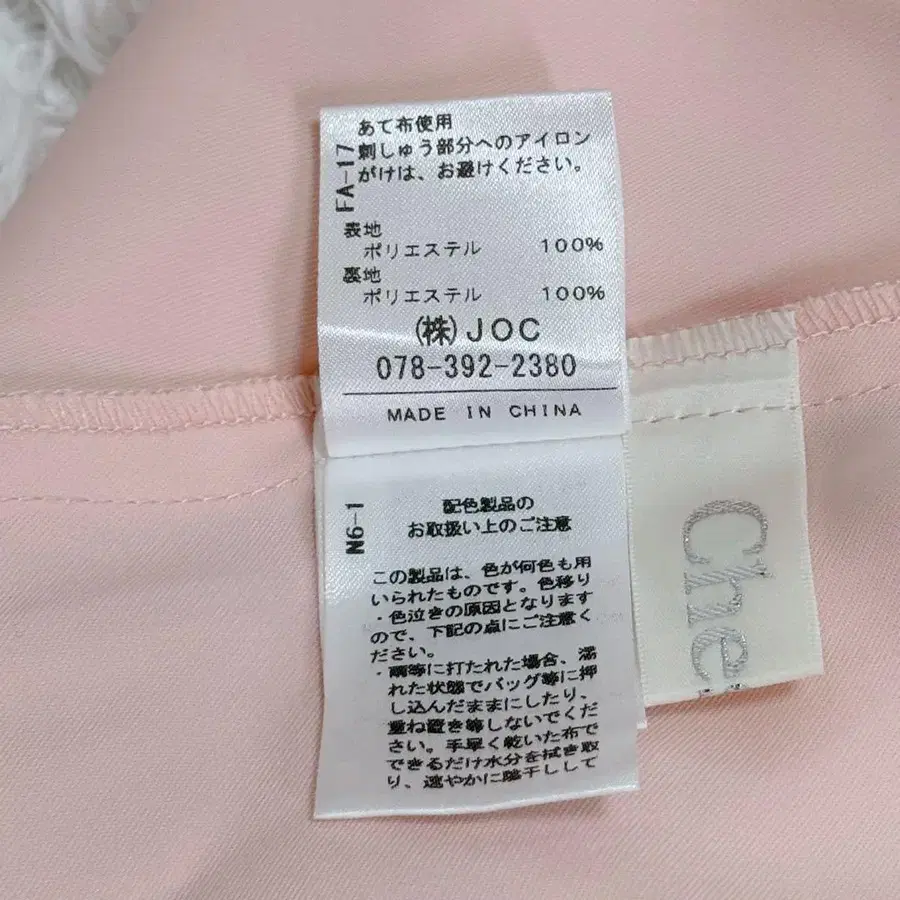 FA-17
あて布使用
刺しゅう部分へのアイロン
がけは、お避けください。
表地
ポリエステル 100%
裏地
ポリエステル 100%
(株)JOC
078-392-2380
MADE IN CHINA
N6-1
配色製品の
お取扱い上のご注意
この製品は、色が何色も用
いられたものです。色移り
・色泣きの原因となります
ので、下記の点にご注意く
ださい。
・雨等に打たれた場合、濡
れた状態でバッグ等に押
し込んだままにしたり、
重ね置き等しないでくだ
さい。手早く乾いた布で
できるだけ水分を拭き取
り、速やかに陰干しして
Che